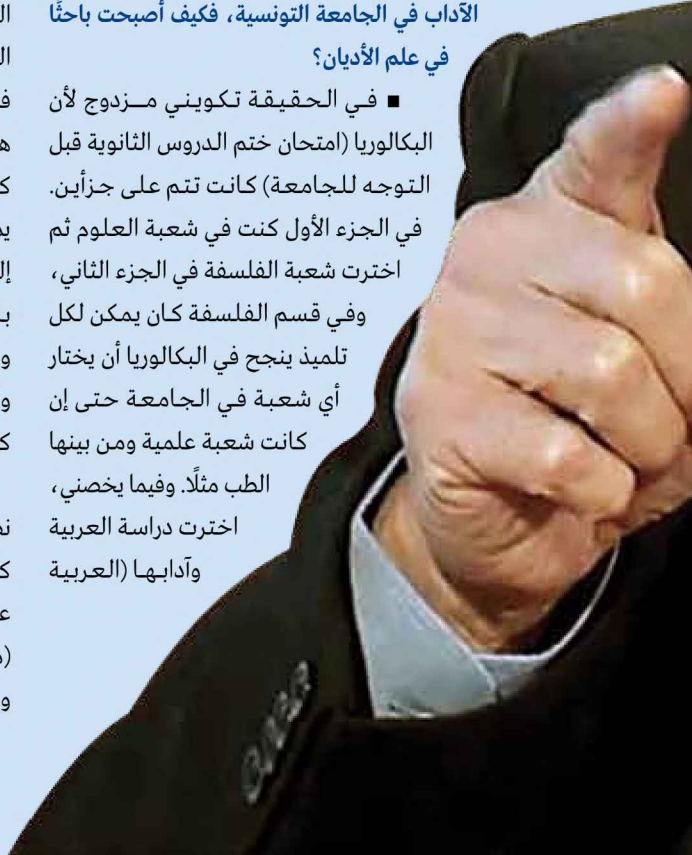 الآداب في الجامعة التونسية، فكيف أصبحت باحثًا
في علم الأديان؟
■ في الحقيقة تكويني مزدوج لأن
البكالوريا (امتحان ختم الدروس الثانوية قبل
التوجه للجامعة) كانت تتم على جزأين.
في الجزء الأول كنت في شعبة العلوم ثم
اخترت شعبة الفلسفة في الجزء الثاني،
وفي قسم الفلسفة كان يمكن لكل
تلميذ ينجح في البكالوريا أن يختار
أي شعبة في الجامعة حتى إن
كانت شعبة علمية ومن بينها
الطب مثلًا. وفيما يخصني،
اخترت دراسة العربية
وآدابها (العربية